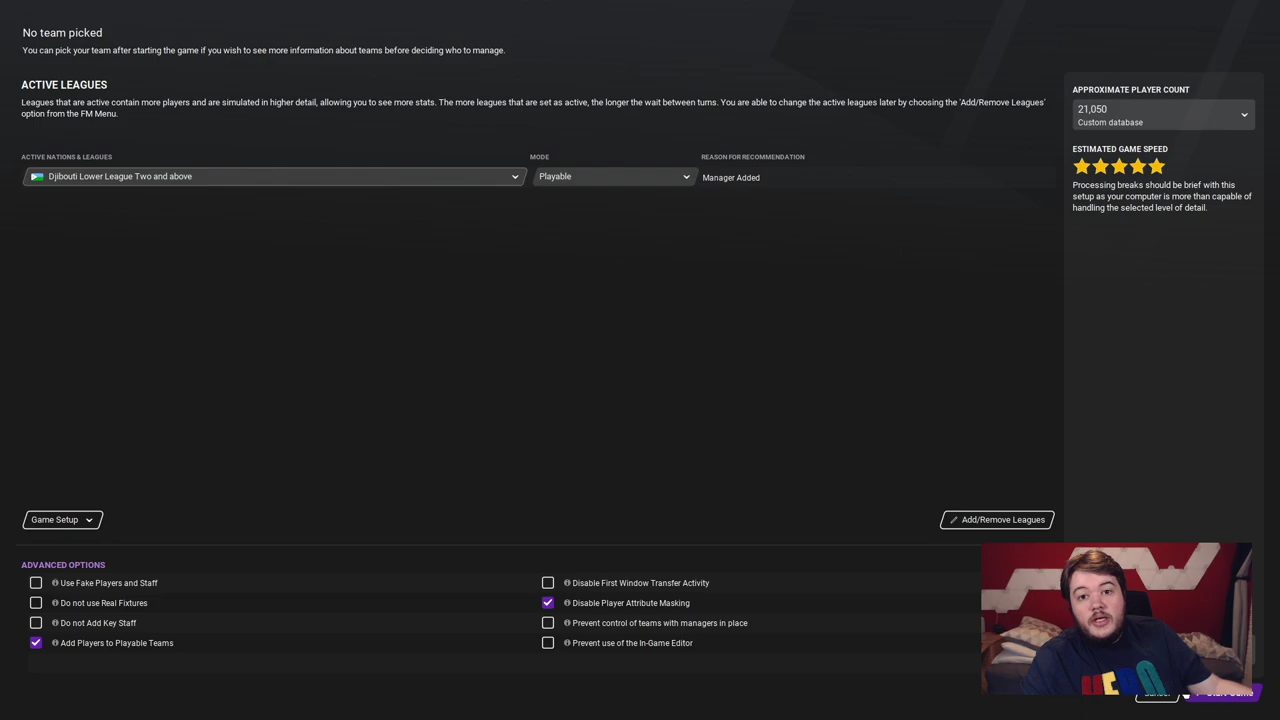 No team picked
You can pick your team after starting the game if you wish to see more information about teams before deciding who to manage.
ACTIVE LEAGUES
Leagues that are active contain more players and are simulated in higher detail, allowing you to see more stats. The more leagues that are set as active, the longer the wait between turns. You are able to change the active leagues later by choosing the 'Add/Remove Leagues'
option from the FM Menu.
ACTIVE NATIONS & LEAGUES
MODE
REASON FOR RECOMMENDATION
Djibouti Lower League Two and above
Playable
Manager Added
APPROXIMATE PLAYER COUNT
21,050
Custom database
ESTIMATED GAME SPEED
Processing breaks should be brief with this
setup as your computer is more than capable of
handling the selected level of detail.
Game Setup
Add/Remove Leagues
ADVANCED OPTIONS
Use Fake Players and Staff
Disable First Window Transfer Activity
Do not use Real Fixtures
Disable Player Attribute Masking
Do not Add Key Staff
Prevent control of teams with managers in place
Add Players to Playable Teams
Prevent use of the In-Game Editor